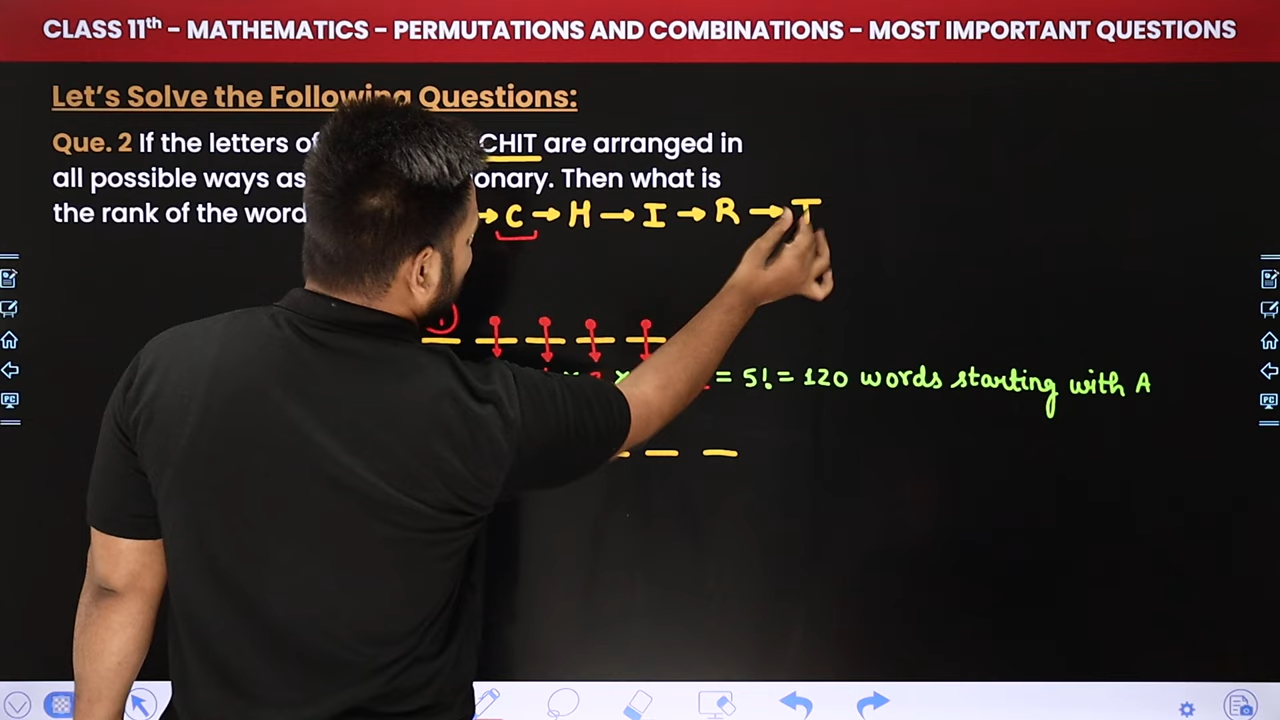 CLASS 11th – MATHEMATICS – PERMUTATIONS AND COMBINATIONS – MOST IMPORTANT QUESTIONS
Let's Solve the Following Questions:
Que. 2 If the letters of CHIT are arranged in
all possible ways as onary. Then what is
the rank of the word → C → H → I → R → T
1
= 5! = 120 words starting with A